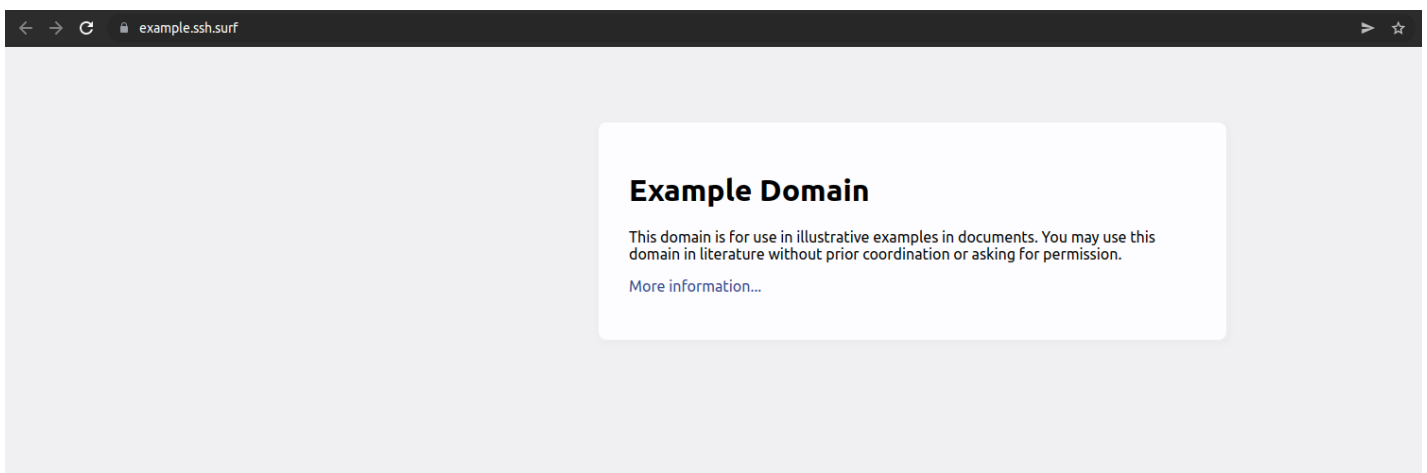 example.ssh.surf
Example Domain
This domain is for use in illustrative examples in documents. You may use this
domain in literature without prior coordination or asking for permission.
More information...